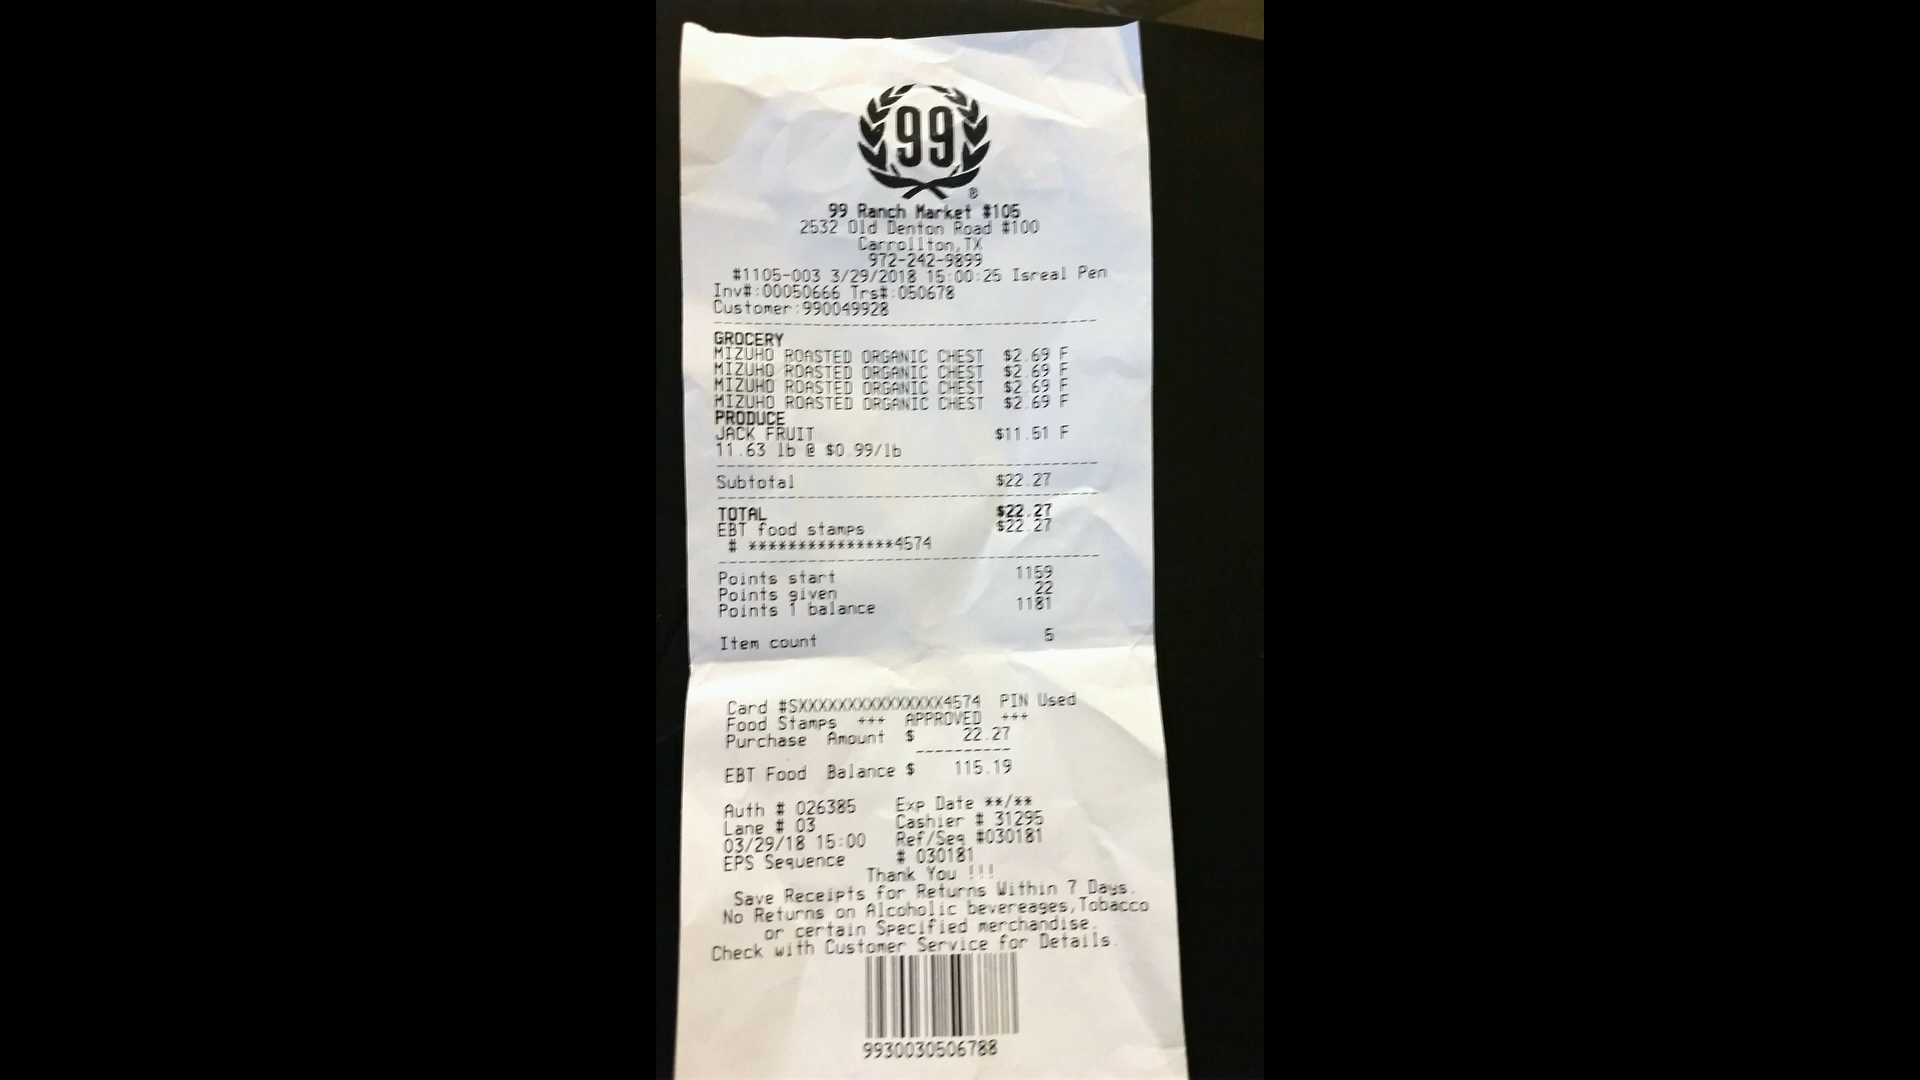 99
®
99 Ranch Market #105
2532 Old Denton Road #100
Carrollton,TX
972-242-9899
#1105-003 3/29/2018 15:00:25 Isreal Pen
Inv#:00050666 Trs#:050678
Customer:990049928
GROCERY
MIZUHO ROASTED ORGANIC CHEST $2.69 F
MIZUHO ROASTED ORGANIC CHEST $2.69 F
MIZUHO ROASTED ORGANIC CHEST $2.69 F
MIZUHO ROASTED ORGANIC CHEST $2.69 F
PRODUCE
JACK FRUIT $11.51 F
11.63 lb @ $0.99/lb
Subtotal $22.27
TOTAL $22.27
EBT food stamps $22.27
# ***************4574
Points start 1159
Points given 22
Points 1 balance 1181
Item count 5
Card #SXXXXXXXXXXXXXXX4574 PIN Used
Food Stamps +++ APPROVED +++
Purchase Amount $ 22.27
EBT Food Balance $ 115.19
Auth # 026385 Exp Date **/**
Lane # 03 Cashier # 31295
03/29/18 15:00 Ref/Seq #030181
EPS Sequence # 030181
Thank You !!!
Save Receipts for Returns Within 7 Days.
No Returns on Alcoholic bevereages,Tobacco
or certain Specified merchandise.
Check with Customer Service for Details.
9930030506788